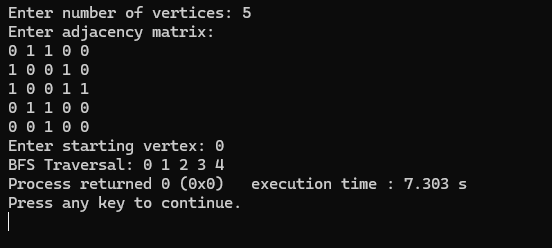 Enter number of vertices: 5
Enter adjacency matrix:
0 1 1 0 0
1 0 0 1 0
1 0 0 1 1
0 1 1 0 0
0 0 1 0 0
Enter starting vertex: 0
BFS Traversal: 0 1 2 3 4
Process returned 0 (0x0)   execution time : 7.303 s
Press any key to continue.